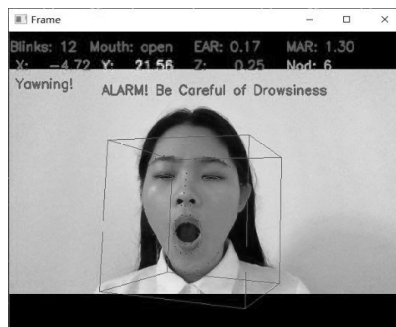 Frame
Blinks: 12 Mouth: open EAR: 0.17 MAR: 1.30
X: -4.72 Y: 21.56 Z: 0.25 Nod: 6
Yawning!
ALARM! Be Careful of Drowsiness